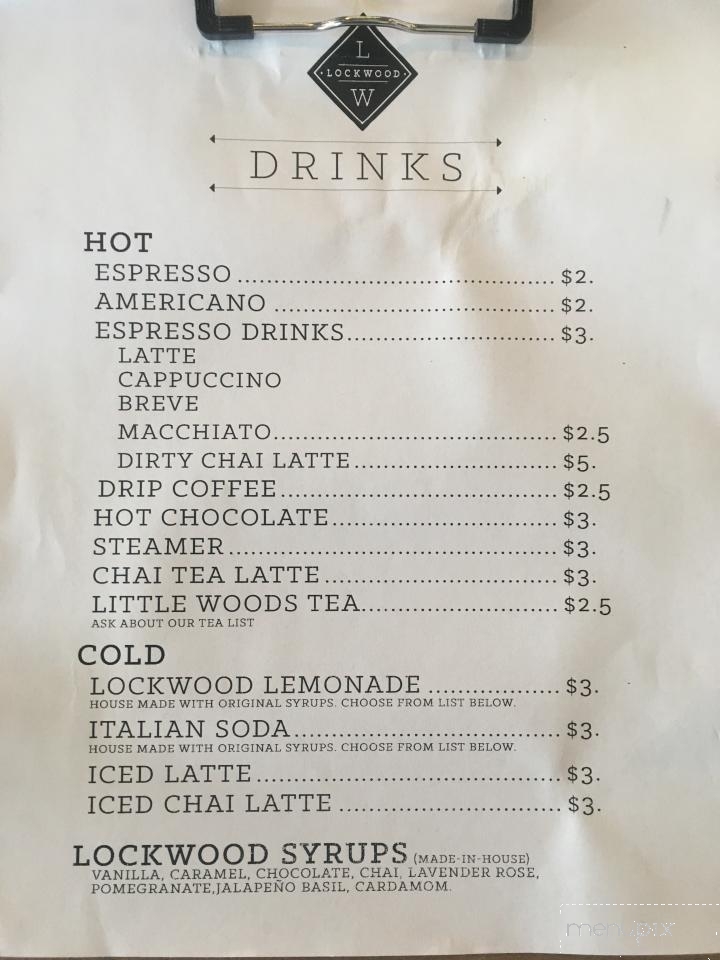 L
LOCKWOOD
W
DRINKS
HOT
ESPRESSO ........................................... $2.
AMERICANO ...................................... $2.
ESPRESSO DRINKS............................ $3.
LATTE
CAPPUCCINO
BREVE
MACCHIATO...................................... $2.5
DIRTY CHAI LATTE........................... $5.
DRIP COFFEE..................................... $2.5
HOT CHOCOLATE.............................. $3.
STEAMER............................................ $3.
CHAI TEA LATTE................................ $3.
LITTLE WOODS TEA.......................... $2.5
ASK ABOUT OUR TEA LIST
COLD
LOCKWOOD LEMONADE .................. $3.
HOUSE MADE WITH ORIGINAL SYRUPS. CHOOSE FROM LIST BELOW.
ITALIAN SODA.................................... $3.
HOUSE MADE WITH ORIGINAL SYRUPS. CHOOSE FROM LIST BELOW.
ICED LATTE......................................... $3.
ICED CHAI LATTE .............................. $3.
LOCKWOOD SYRUPS (MADE-IN-HOUSE)
VANILLA, CARAMEL, CHOCOLATE, CHAI, LAVENDER ROSE,
POMEGRANATE,JALAPEÑO BASIL, CARDAMOM.